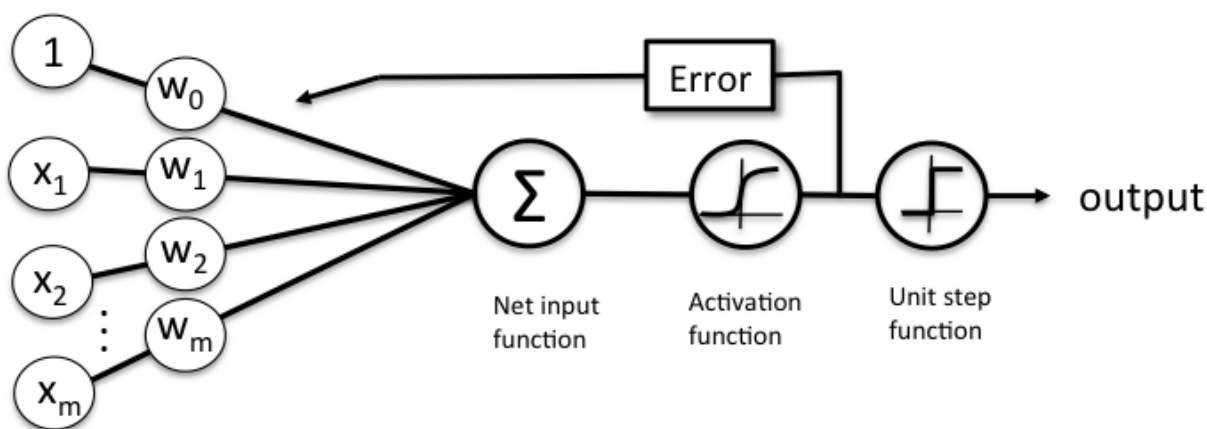 1
w0
Error
x1
w1
Σ
output
x2
w2
Net input
function
Activation
function
Unit step
function
⋮
wm
xm